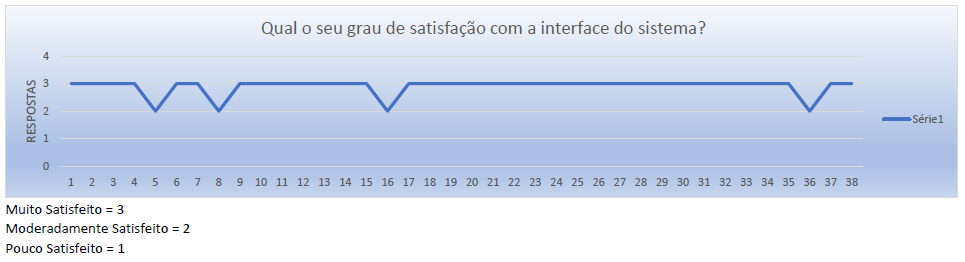 Qual o seu grau de satisfação com a interface do sistema?
RESPOSTAS
4
3
2
1
0
1 2 3 4 5 6 7 8 9 10 11 12 13 14 15 16 17 18 19 20 21 22 23 24 25 26 27 28 29 30 31 32 33 34 35 36 37 38
Série1
Muito Satisfeito = 3
Moderadamente Satisfeito = 2
Pouco Satisfeito = 1